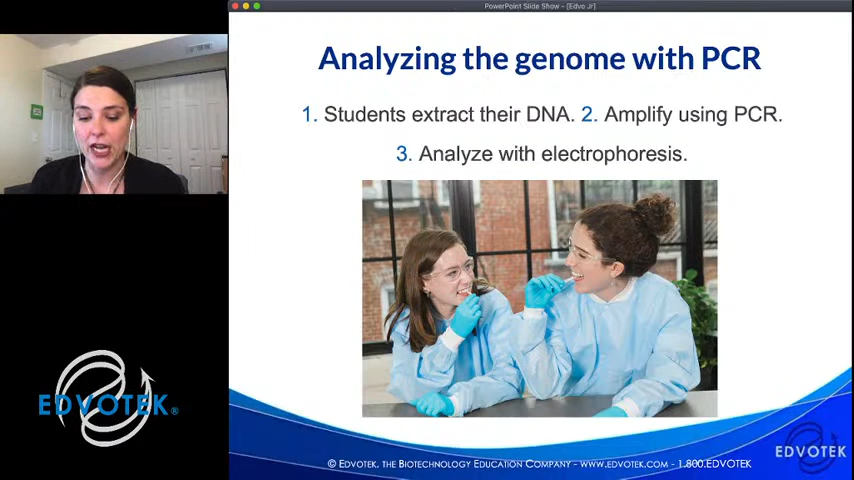 PowerPoint Slide Show - [Edvo Jr]
Analyzing the genome with PCR
1. Students extract their DNA. 2. Amplify using PCR.
3. Analyze with electrophoresis.
EDVOTEK®
© EDVOTEK, THE BIOTECHNOLOGY EDUCATION COMPANY - WWW.EDVOTEK.COM - 1.800.EDVOTEK
EDVOTEK